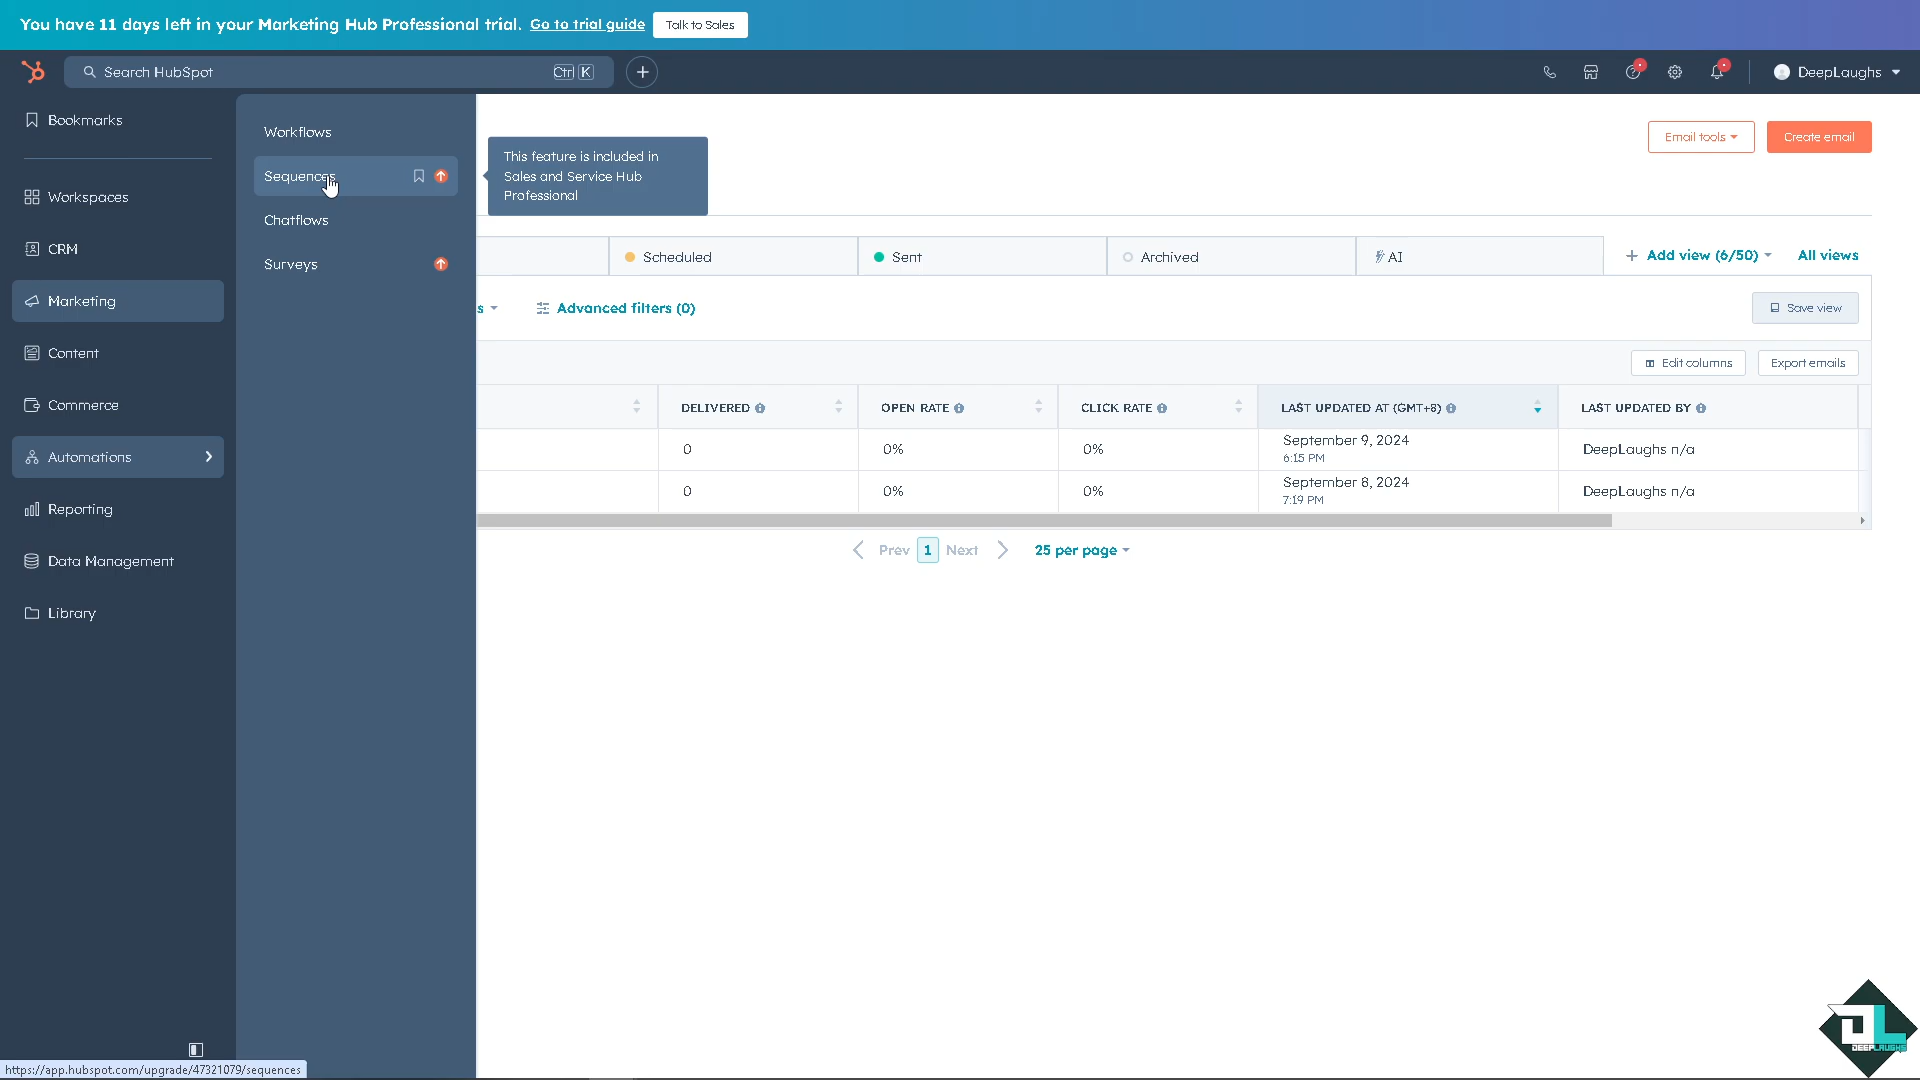 You have 11 days left in your Marketing Hub Professional trial. Go to trial guide Talk to Sales
Search HubSpot Ctrl K
DeepLaughs
Bookmarks
Workspaces
CRM
Marketing
Content
Commerce
Automations
Reporting
Data Management
Library
Workflows
Sequences
Chatflows
Surveys
This feature is included in
Sales and Service Hub
Professional
Email tools Create email
Scheduled Sent Archived AI Add view (6/50) All views
s Advanced filters (0) Save view
Edit columns Export emails
DELIVERED OPEN RATE CLICK RATE LAST UPDATED AT (GMT+8) LAST UPDATED BY
0 0% 0% September 9, 2024 DeepLaughs n/a
6:15 PM
0 0% 0% September 8, 2024 DeepLaughs n/a
7:19 PM
Prev 1 Next 25 per page
https://app.hubspot.com/upgrade/47321079/sequences
DL
DEEPLAUGHS